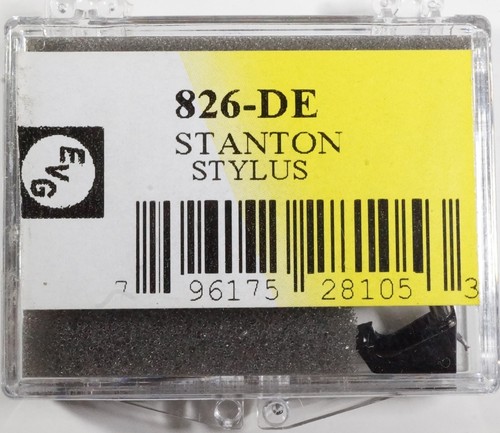 826-DE
STANTON
STYLUS
EVG
7 96175 28105 3